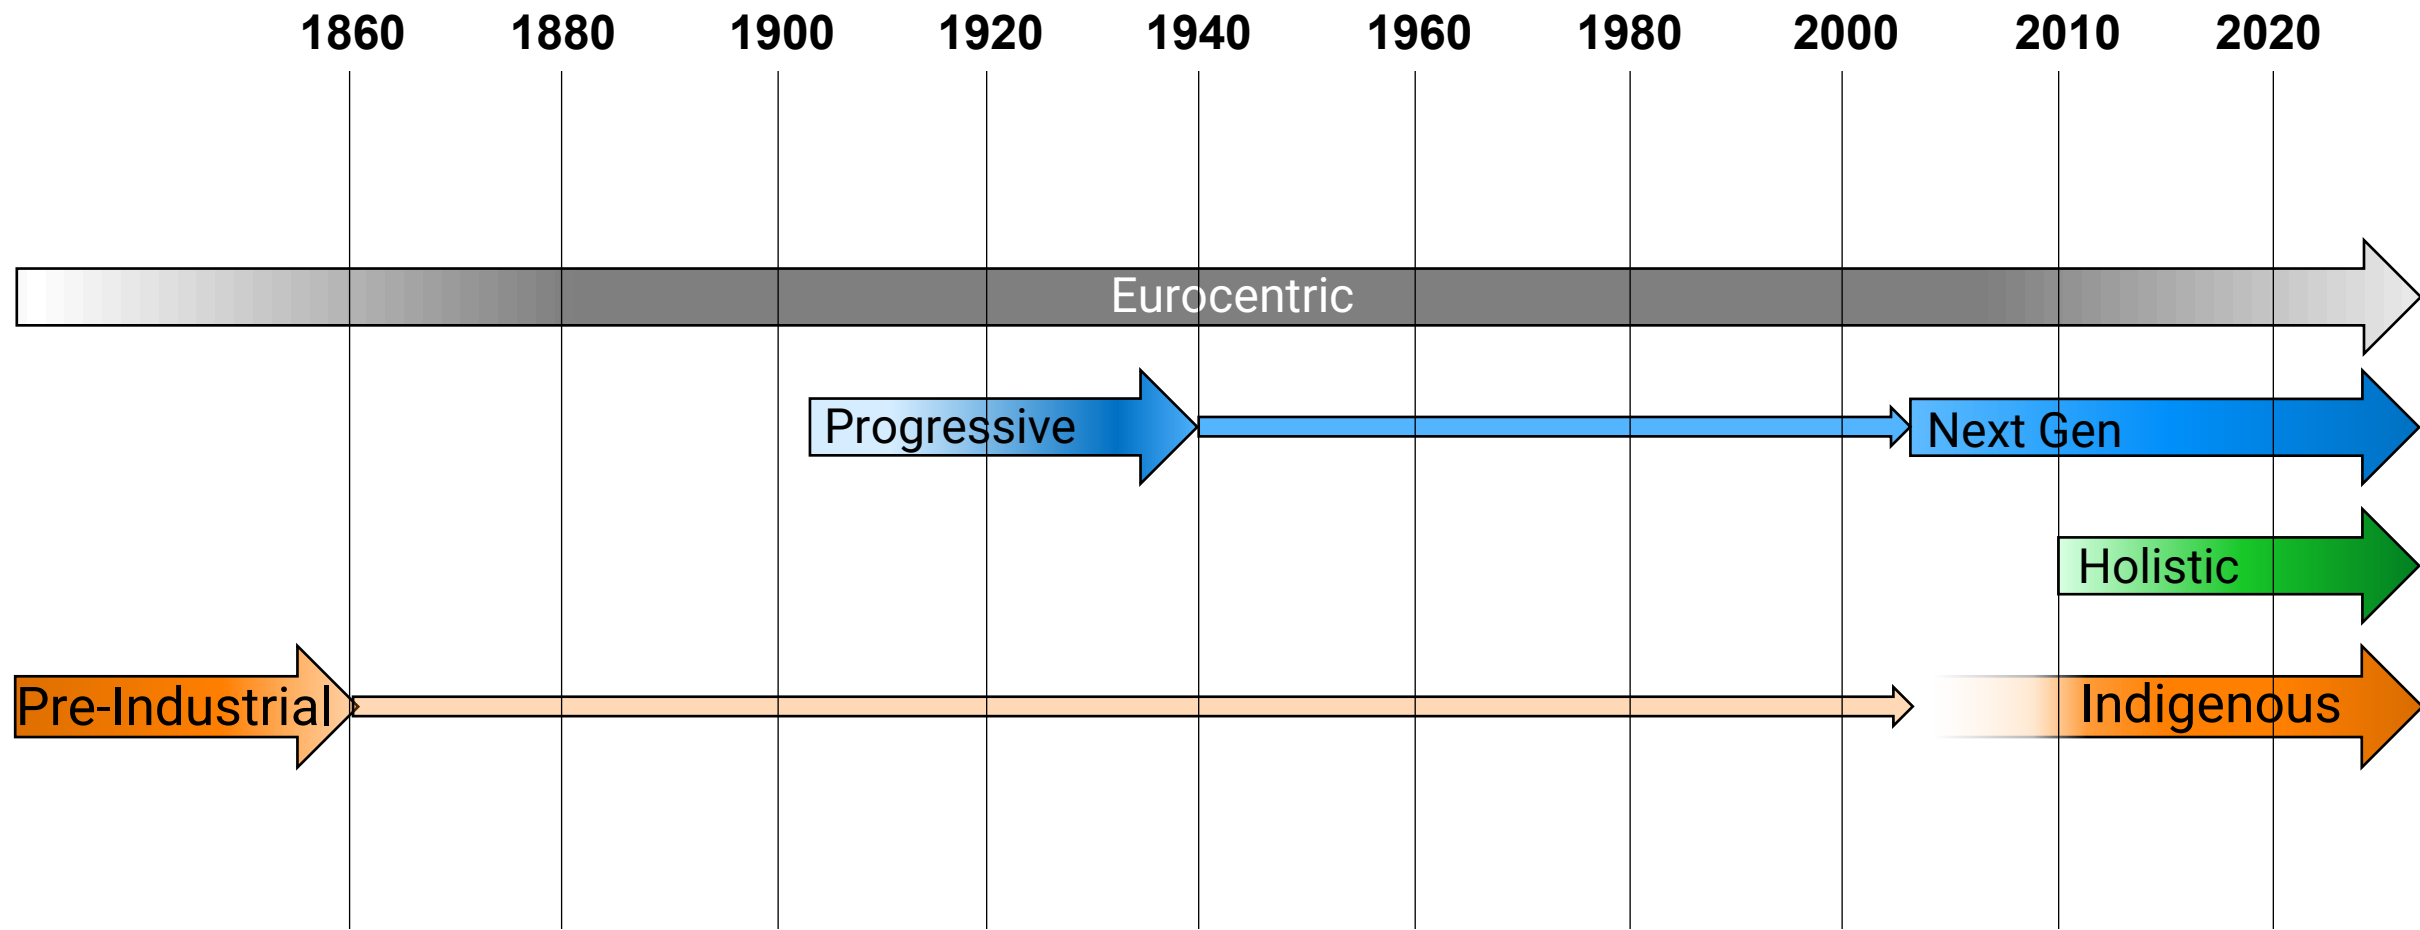 1860 1880 1900 1920 1940 1960 1980 2000 2010 2020
Eurocentric
Progressive Next Gen
Holistic
Pre-Industrial Indigenous